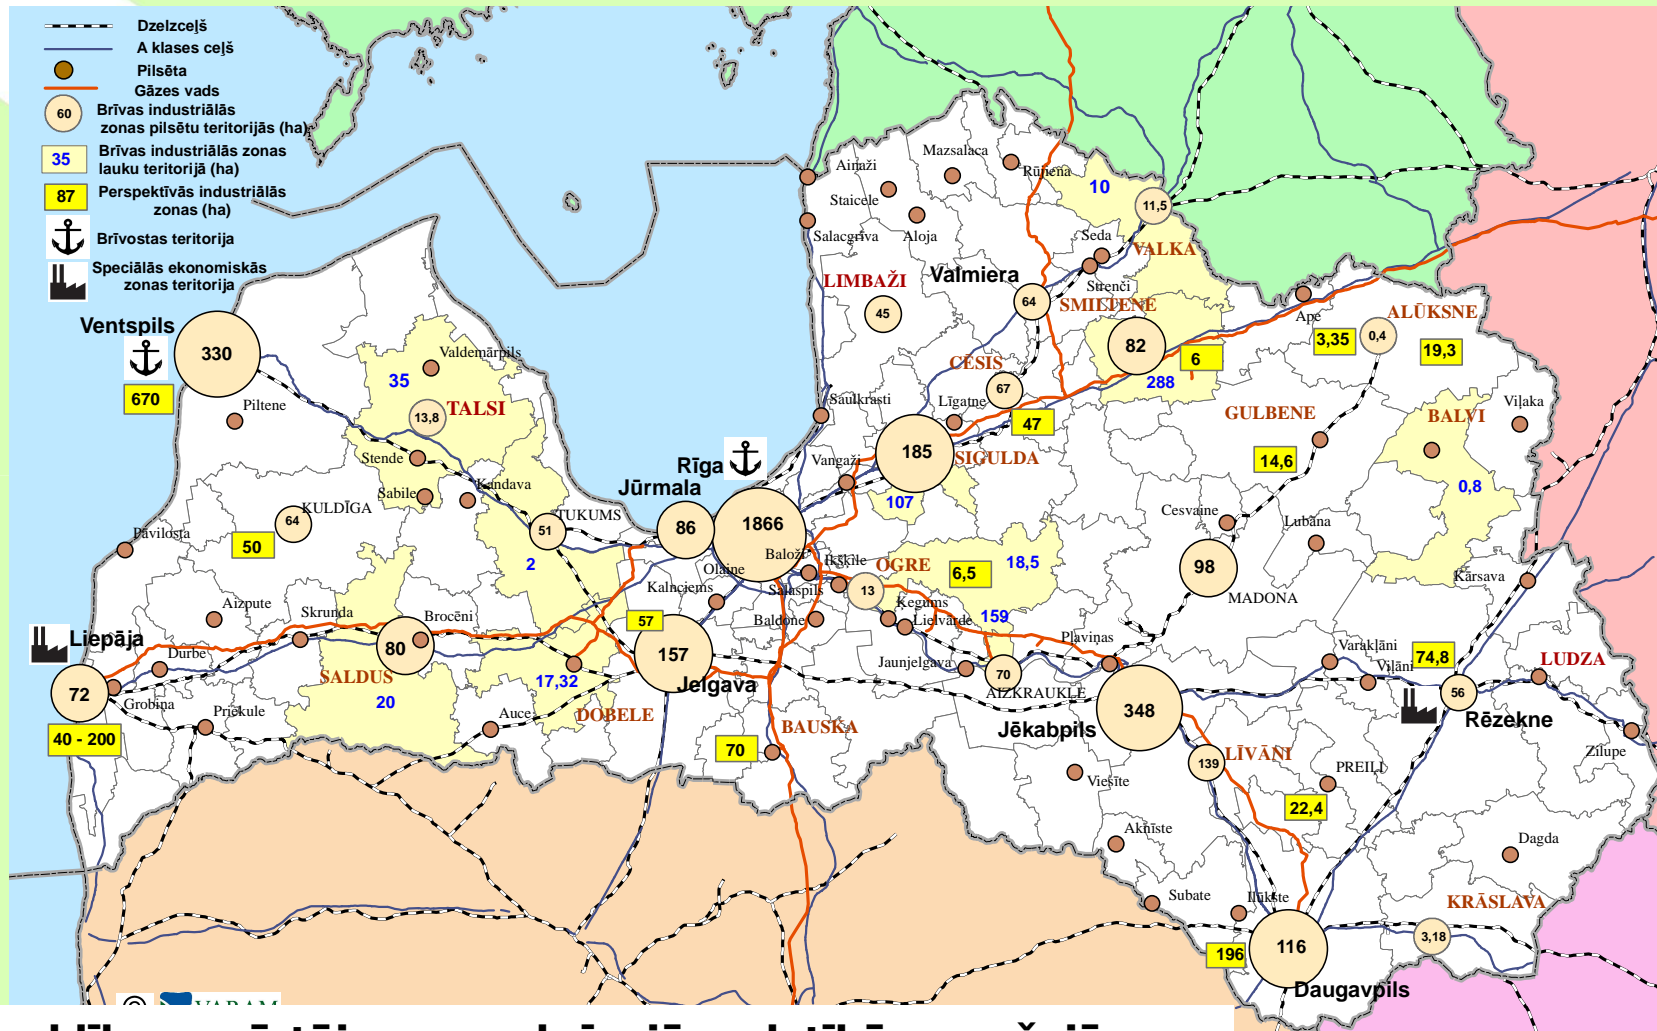 Dzelzceļš
A klases ceļš
Pilsēta
Gāzes vads
60
Brīvas industriālās
zonas pilsētu teritorijās (ha)
35
Brīvas industriālās zonas
lauku teritorijā (ha)
87
Perspektīvās industriālās
zonas (ha)
Brīvostas teritorija
Speciālās ekonomiskās
zonas teritorija
Ainaži
Mazsalaca
Rūjiena
10
11,5
Staicele
Salacgrīva
Aloja
Seda
VALKA
Strenči
LIMBAŽI
45
Valmiera
64
SMILTENE
82
6
288
Ape
3,35
0,4
ALŪKSNE
19,3
Ventspils
330
670
Piltene
Valdemārpils
35
13,8
TALSI
Stende
Sabile
Kandava
CĒSIS
67
Līgatne
47
Saulkrasti
185
SIGULDA
107
Vangaži
GULBENE
14,6
BALVI
Viļaka
0,8
Rīga
Jūrmala
86
1866
51
TUKUMS
2
64
KULDĪGA
50
Pāvilosta
Cesvaine
Lubāna
98
MADONA
Kārsava
Baloži
Olaine
Salaspils
Ikšķile
OGRE
13
6,5
18,5
159
Kalnciems
Baldone
Ķegums
Lielvārde
Jaunjelgava
Pļaviņas
70
AIZKRAUKLE
Aizpute
Skrunda
Brocēni
80
SALDUS
20
Liepāja
72
40 - 200
Durbe
Grobiņa
Priekule
Auce
17,32
DOBELE
57
157
Jelgava
BAUSKA
70
Jēkabpils
348
Viesīte
139
LĪVĀNI
PREIĻI
22,4
Varakļāni
Viļāni
74,8
56
Rēzekne
LUDZA
Zilupe
Aknīste
Subate
Ilūkste
Dagda
KRĀSLAVA
3,18
196
116
Daugavpils
VARAM